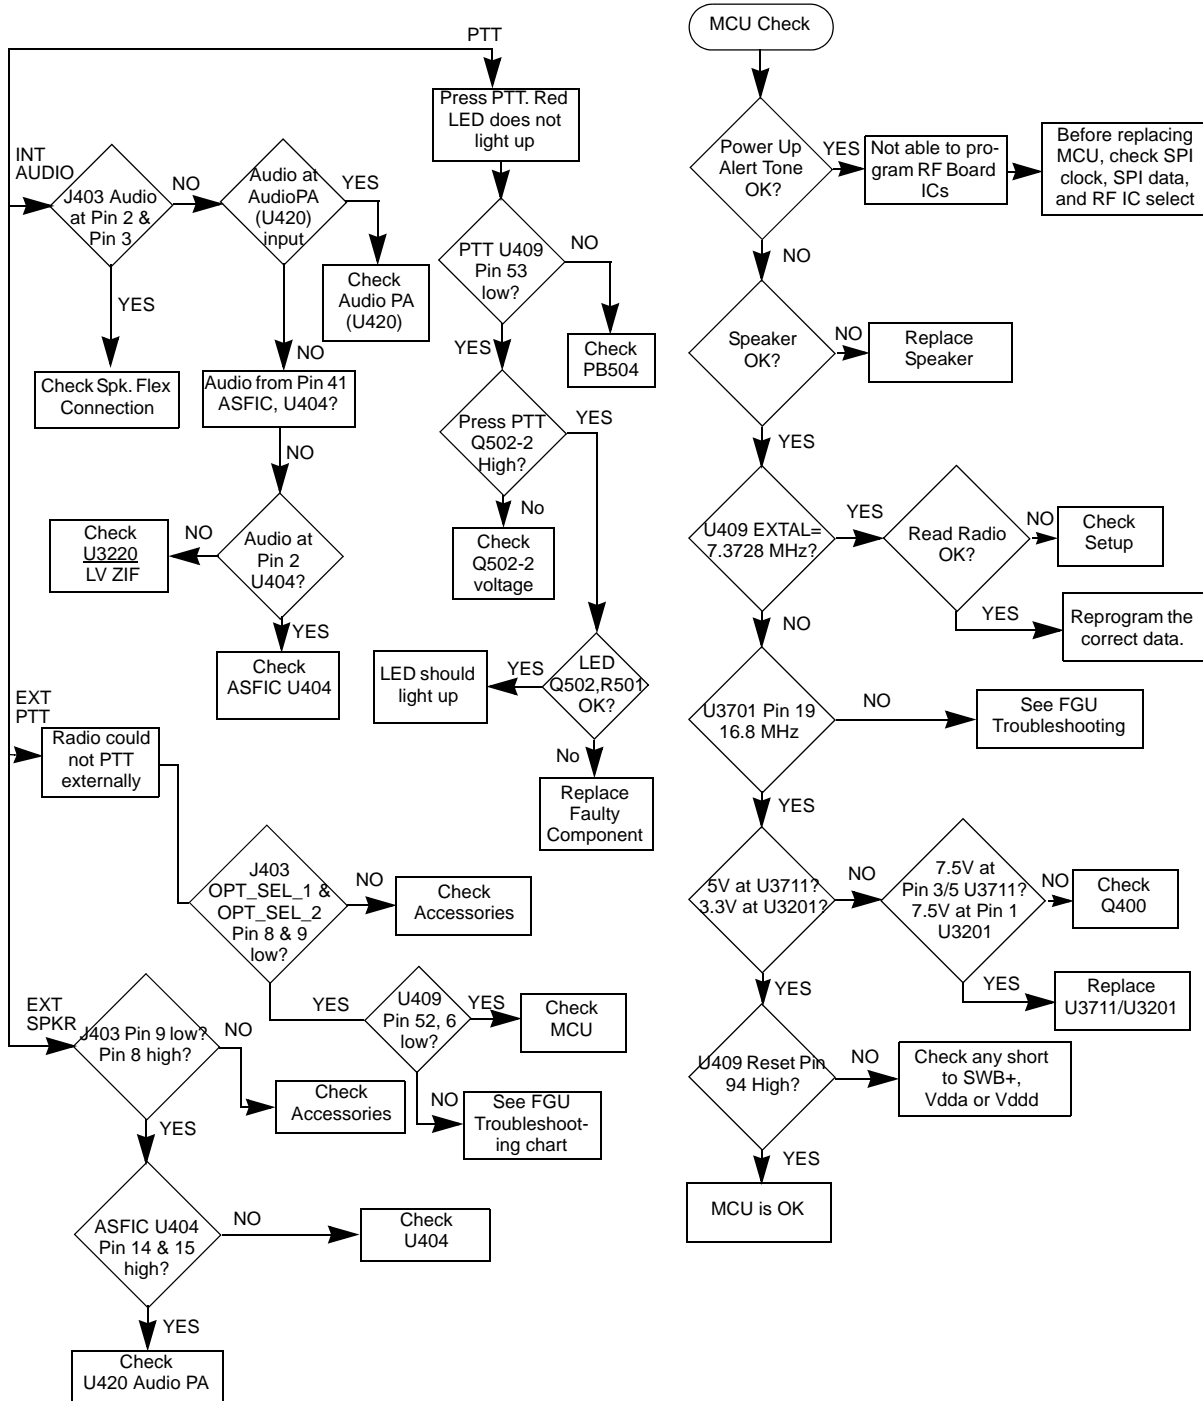 PTT
Press PTT. Red
LED does not
light up
INT
AUDIO
J403 Audio
at Pin 2 &
Pin 3
NO
Audio at
AudioPA
(U420)
input
YES
Check
Audio PA
(U420)
YES
Check Spk. Flex
Connection
NO
Audio from Pin 41
ASFIC, U404?
NO
Audio at
Pin 2
U404?
NO
Check
U3220
LV ZIF
YES
Check
ASFIC U404
PTT U409
Pin 53
low?
NO
Check
PB504
YES
Press PTT
Q502-2
High?
YES
No
Check
Q502-2
voltage
LED
Q502,R501
OK?
YES
LED should
light up
No
Replace
Faulty
Component
EXT
PTT
Radio could
not PTT
externally
J403
OPT_SEL_1 &
OPT_SEL_2
Pin 8 & 9
low?
NO
Check
Accessories
YES
U409
Pin 52, 6
low?
YES
Check
MCU
NO
See FGU
Troubleshoot-
ing chart
EXT
SPKR
J403 Pin 9 low?
Pin 8 high?
NO
Check
Accessories
YES
ASFIC U404
Pin 14 & 15
high?
NO
Check
U404
YES
Check
U420 Audio PA
MCU Check
Power Up
Alert Tone
OK?
YES
Not able to pro-
gram RF Board
ICs
Before replacing
MCU, check SPI
clock, SPI data,
and RF IC select
NO
Speaker
OK?
NO
Replace
Speaker
YES
U409 EXTAL=
7.3728 MHz?
YES
Read Radio
OK?
NO
Check
Setup
YES
Reprogram the
correct data.
NO
U3701 Pin 19
16.8 MHz
NO
See FGU
Troubleshooting
YES
5V at U3711?
3.3V at U3201?
NO
7.5V at
Pin 3/5 U3711?
7.5V at Pin 1
U3201
NO
Check
Q400
YES
Replace
U3711/U3201
YES
U409 Reset Pin
94 High?
NO
Check any short
to SWB+,
Vdda or Vddd
YES
MCU is OK